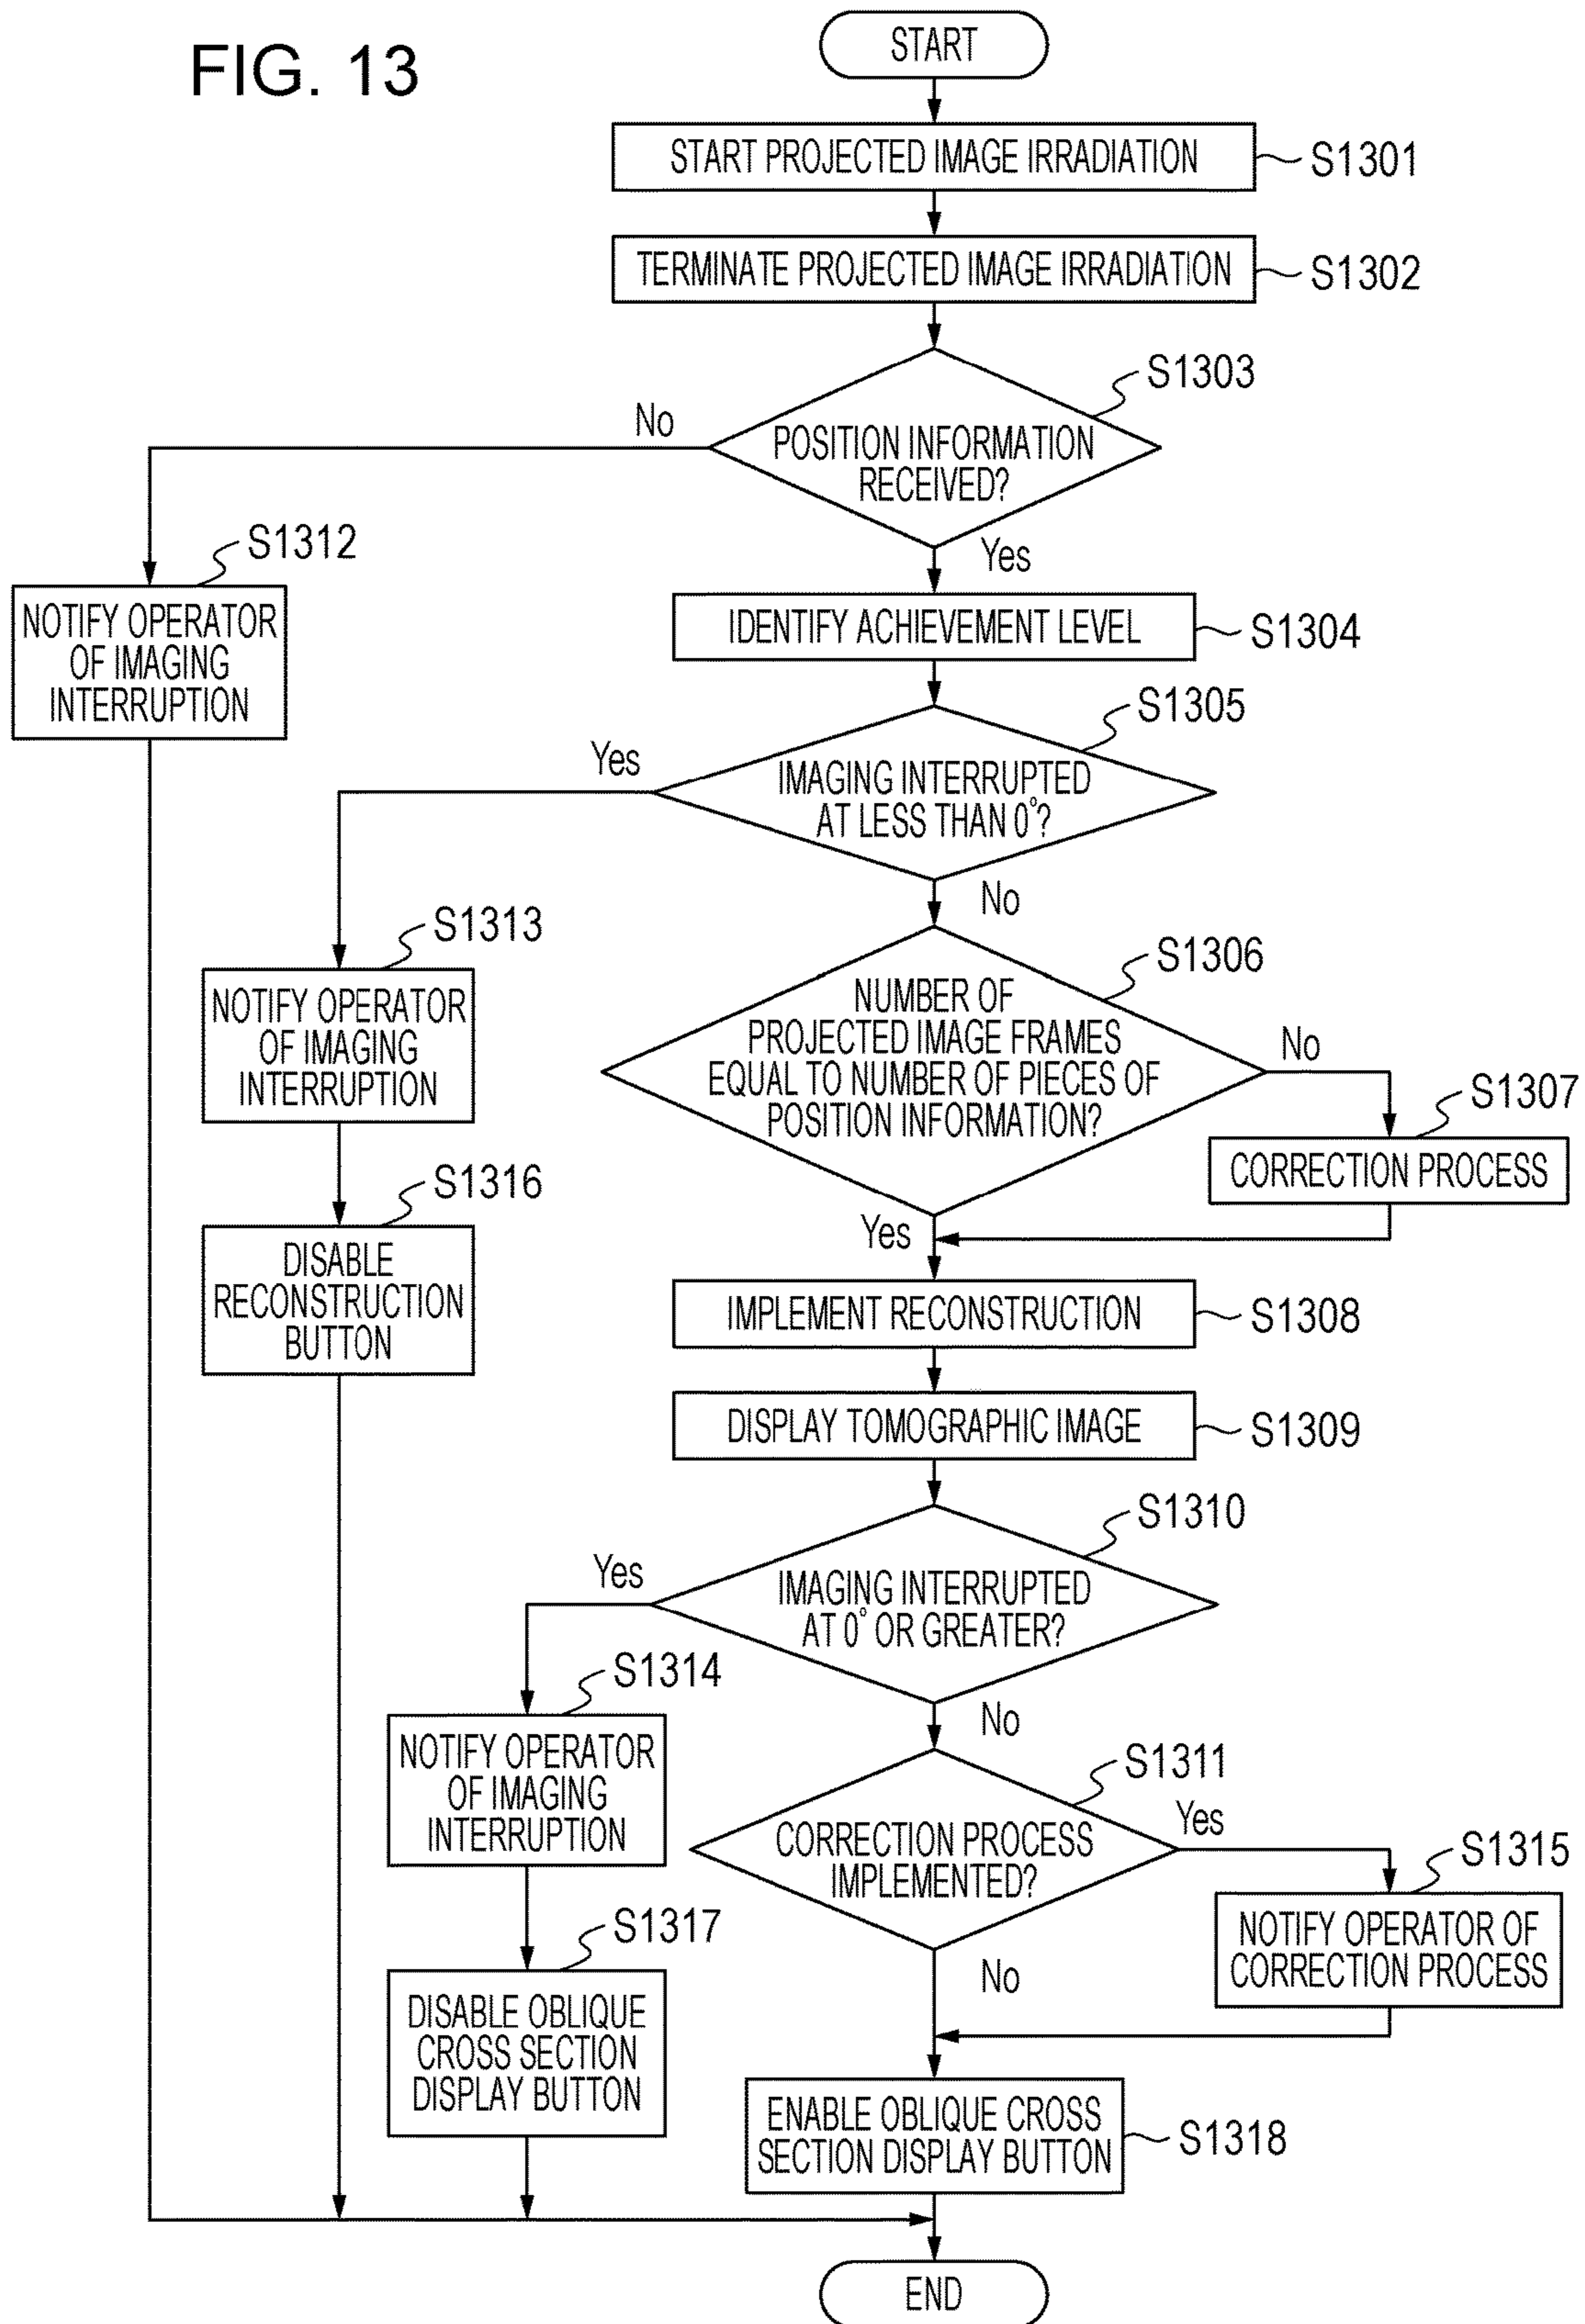 FIG. 13
START
START PROJECTED IMAGE IRRADIATION
S1301
TERMINATE PROJECTED IMAGE IRRADIATION
S1302
S1303
No
POSITION INFORMATION
RECEIVED?
Yes
S1312
NOTIFY OPERATOR
OF IMAGING
INTERRUPTION
IDENTIFY ACHIEVEMENT LEVEL
S1304
S1305
Yes
IMAGING INTERRUPTED
AT LESS THAN 0°?
No
S1313
NOTIFY OPERATOR
OF IMAGING
INTERRUPTION
S1306
NUMBER OF
PROJECTED IMAGE FRAMES
EQUAL TO NUMBER OF PIECES OF
POSITION INFORMATION?
No
S1307
CORRECTION PROCESS
Yes
S1316
DISABLE
RECONSTRUCTION
BUTTON
IMPLEMENT RECONSTRUCTION
S1308
DISPLAY TOMOGRAPHIC IMAGE
S1309
S1310
Yes
IMAGING INTERRUPTED
AT 0° OR GREATER?
No
S1314
NOTIFY OPERATOR
OF IMAGING
INTERRUPTION
S1311
CORRECTION PROCESS
IMPLEMENTED?
Yes
S1315
NOTIFY OPERATOR OF
CORRECTION PROCESS
No
S1317
DISABLE OBLIQUE
CROSS SECTION
DISPLAY BUTTON
ENABLE OBLIQUE CROSS
SECTION DISPLAY BUTTON
S1318
END